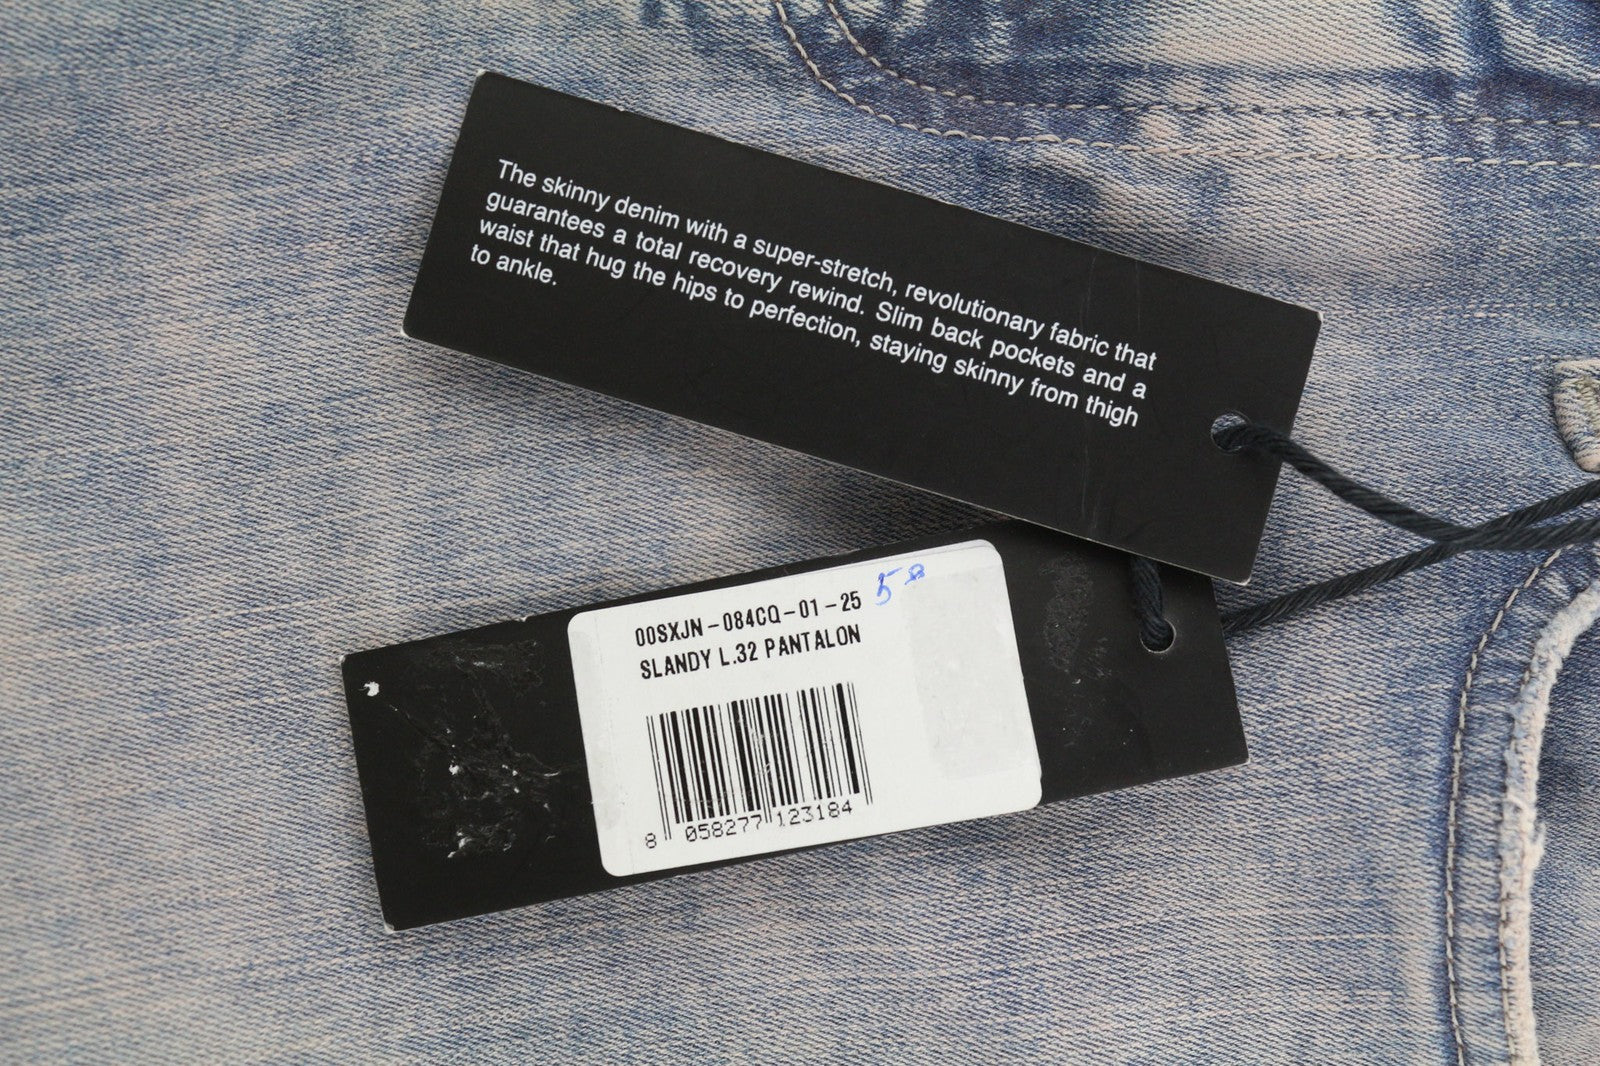 The skinny denim with a super-stretch, revolutionary fabric that
guarantees a total recovery rewind. Slim back pockets and a
waist that hug the hips to perfection, staying skinny from thigh
to ankle.
00SXJN-084CQ-01-25
SLANDY L.32 PANTALON
8 058277 123184